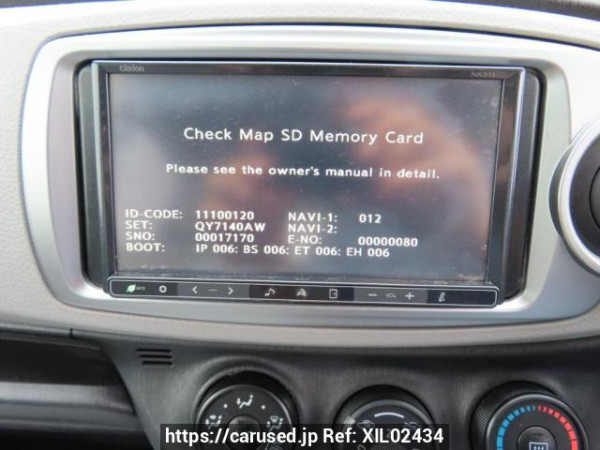 Clarion
Check Map SD Memory Card
Please see the owner's manual in detail.
ID-CODE: 11100120 NAVI-1: 012
SET: QY7140AW NAVI-2:
SNO: 00017170 E-NO: 00000080
BOOT: IP 006: BS 006: ET 006: EH 006
VOL
https://carused.jp Ref: XIL02434